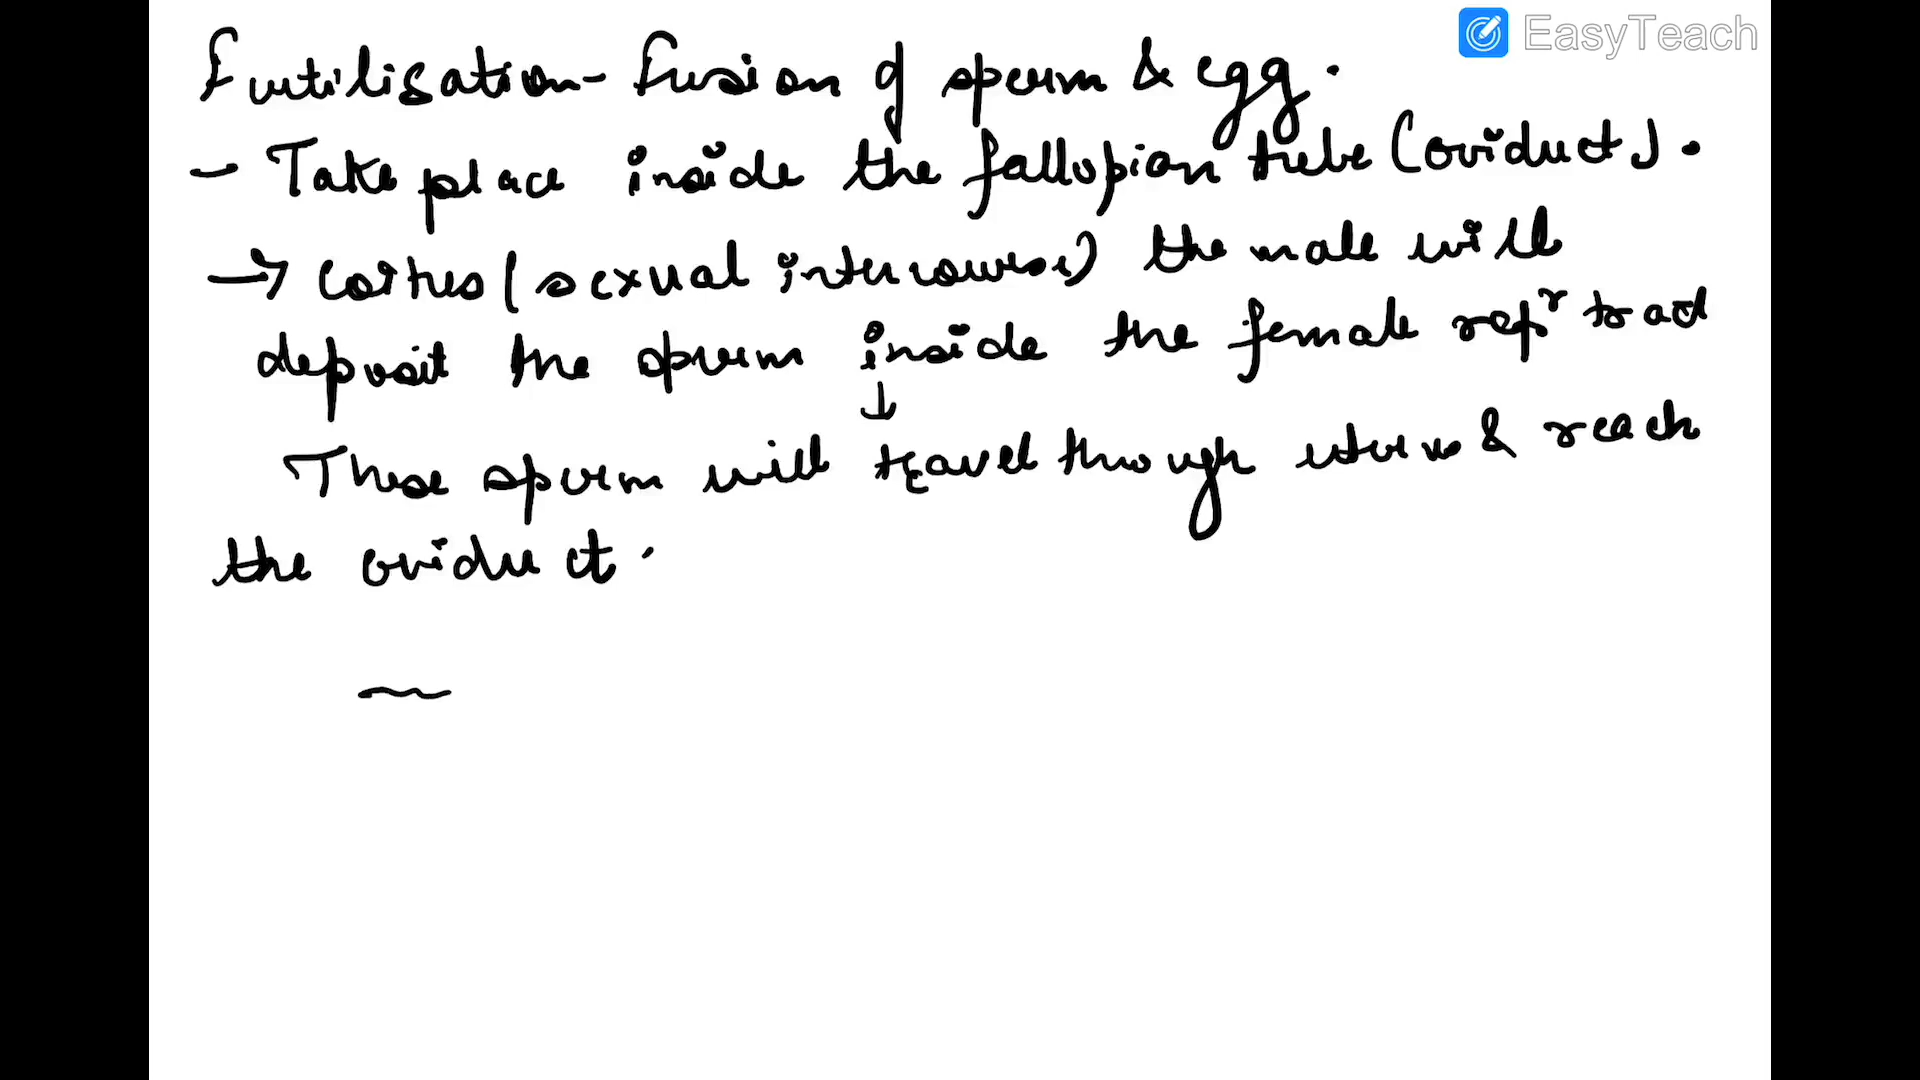 EasyTeach
Fertilisation - Fusion of sperm & egg.
- Take place inside the fallopian tube (oviduct).
→ Coitus (sexual intercourse) the male will
deposit the sperm inside the female repr tract
↓
These sperm will travel through uterus & reach
the oviduct.